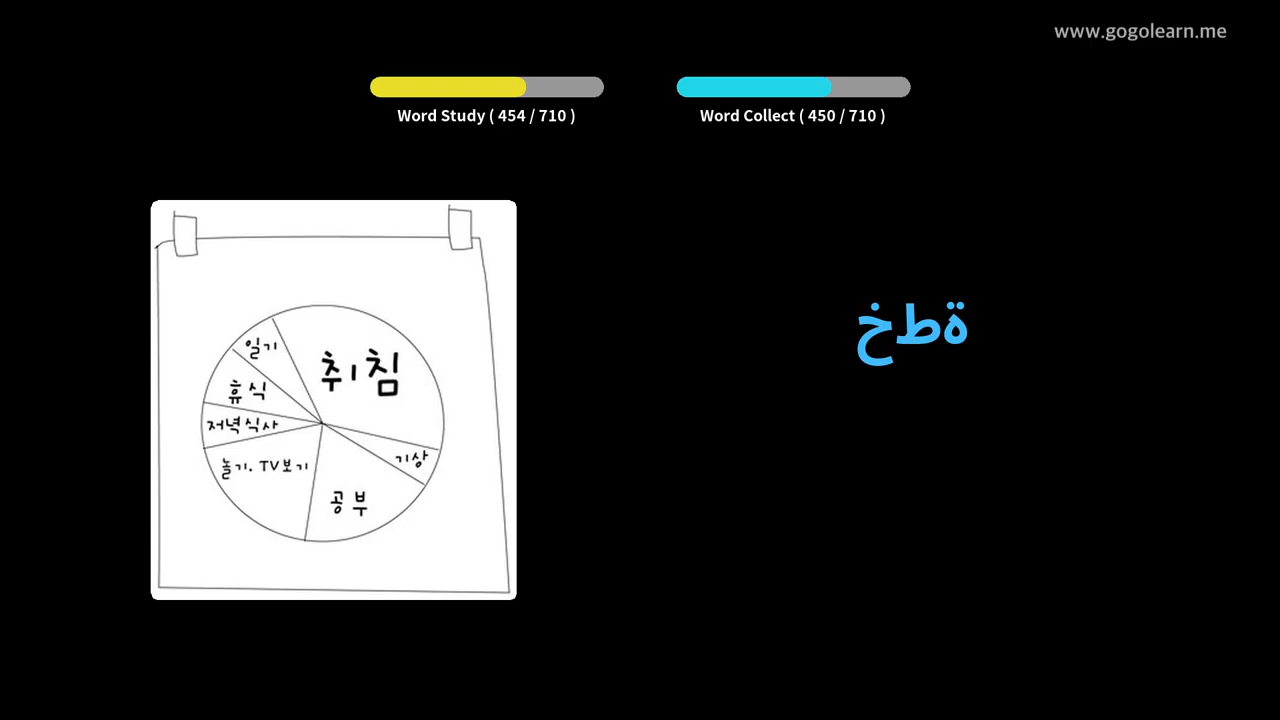 www.gogolearn.me
Word Study ( 454 / 710 )
Word Collect ( 450 / 710 )
일기
취침
휴식
저녁식사
놀기. TV보기
기상
공부
ةطخ